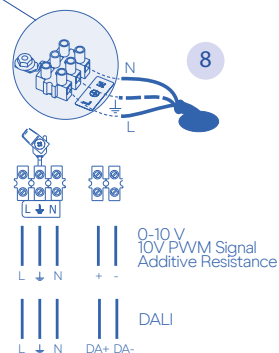 N
8
L
L N
0-10 V
10V PWM Signal
Additive Resistance
L N + -
DALI
L N DA+ DA-